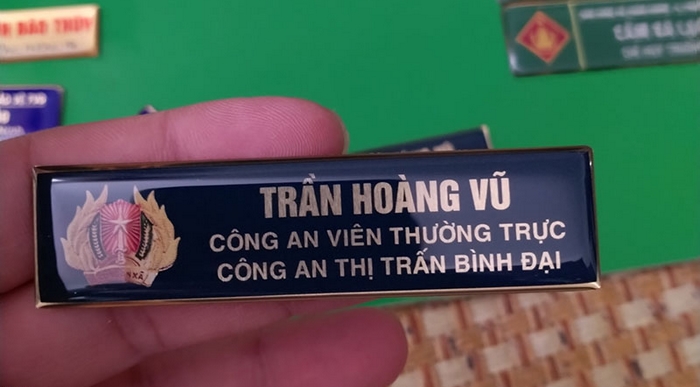 TRẦN HOÀNG VŨ
CÔNG AN VIÊN THƯỜNG TRỰC
CÔNG AN THỊ TRẤN BÌNH ĐẠI